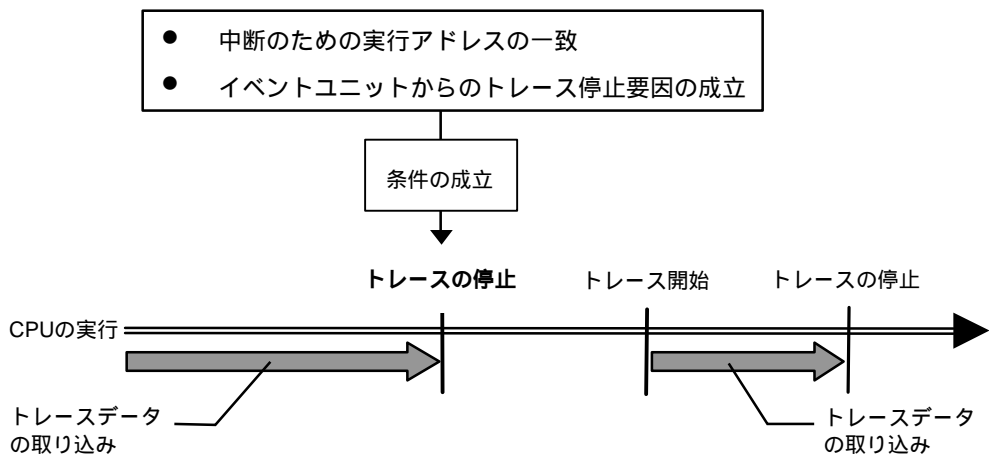 ● 中断のための実行アドレスの一致
● イベントユニットからのトレース停止要因の成立
条件の成立
トレースの停止
トレース開始
トレースの停止
CPUの実行
トレースデータ
の取り込み
トレースデータ
の取り込み